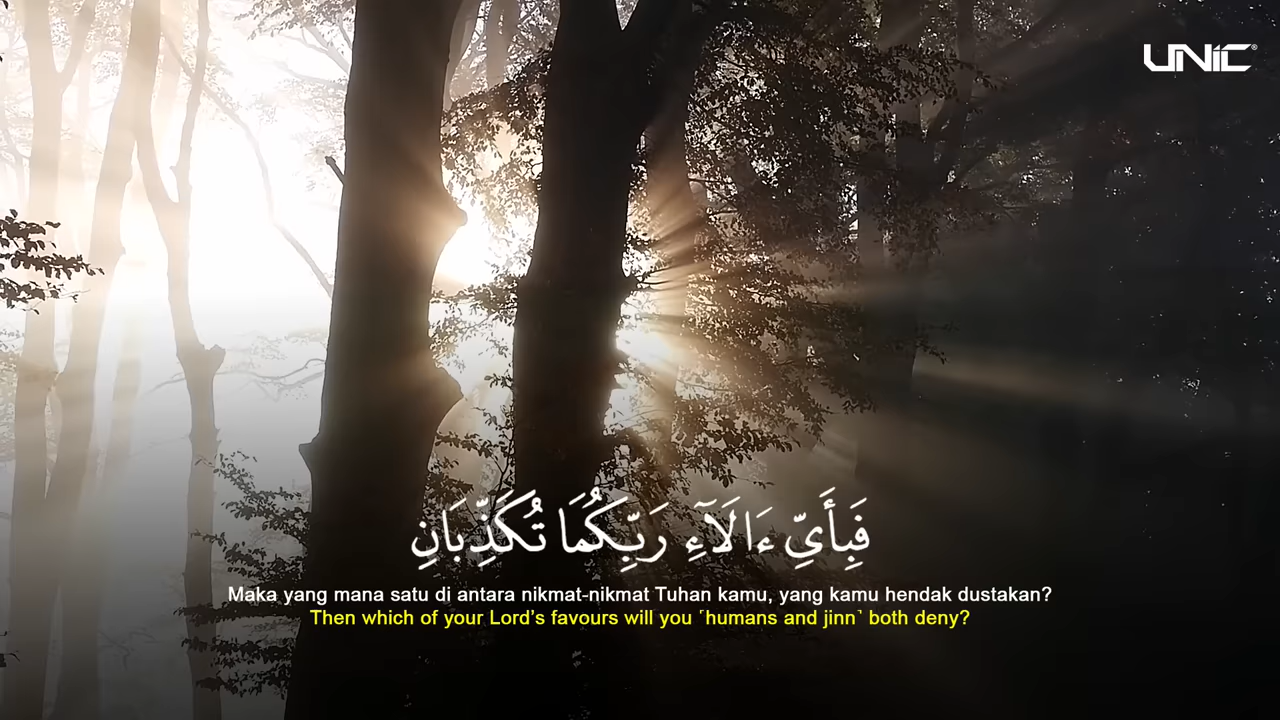 UNIC®
فَبِأَيِّ ءَالَآءِ رَبِّكُمَا تُكَذِّبَانِ
Maka yang mana satu di antara nikmat-nikmat Tuhan kamu, yang kamu hendak dustakan?
Then which of your Lord’s favours will you ˹humans and jinn˺ both deny?